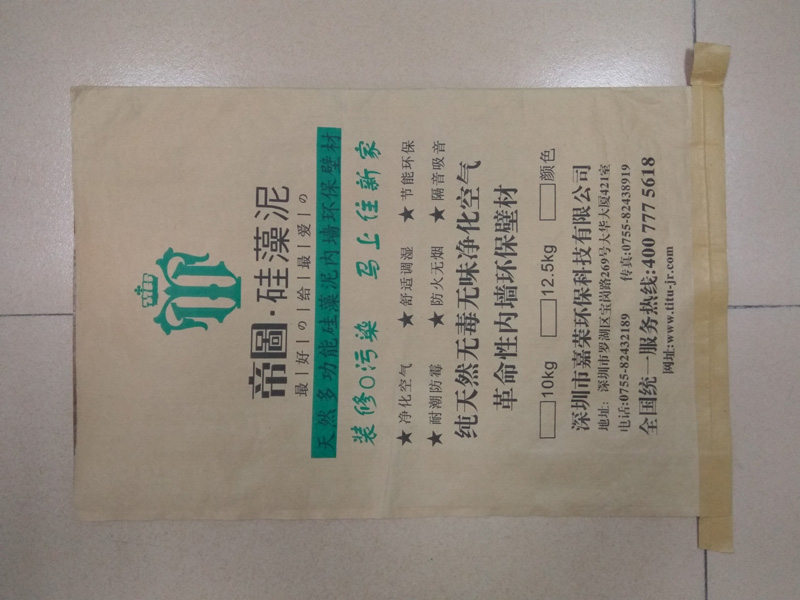 帝圖·硅藻泥
最|好|の|给|最|爱|の
天然多功能硅藻泥内墙环保壁材
装修0污染 马上住新家
★净化空气 ★舒适调湿 ★节能环保
★耐潮防霉 ★防火无烟 ★隔音吸音
纯天然无毒无味净化空气
革命性内墙环保壁材
□10kg □12.5kg □颜色
深圳市嘉荣环保科技有限公司
地址: 深圳市罗湖区宝岗路269号大华大厦421室
电话:0755-82432189 传真:0755-82438919
全国统一服务热线:400 777 5618
网址:www.titu-jr.com